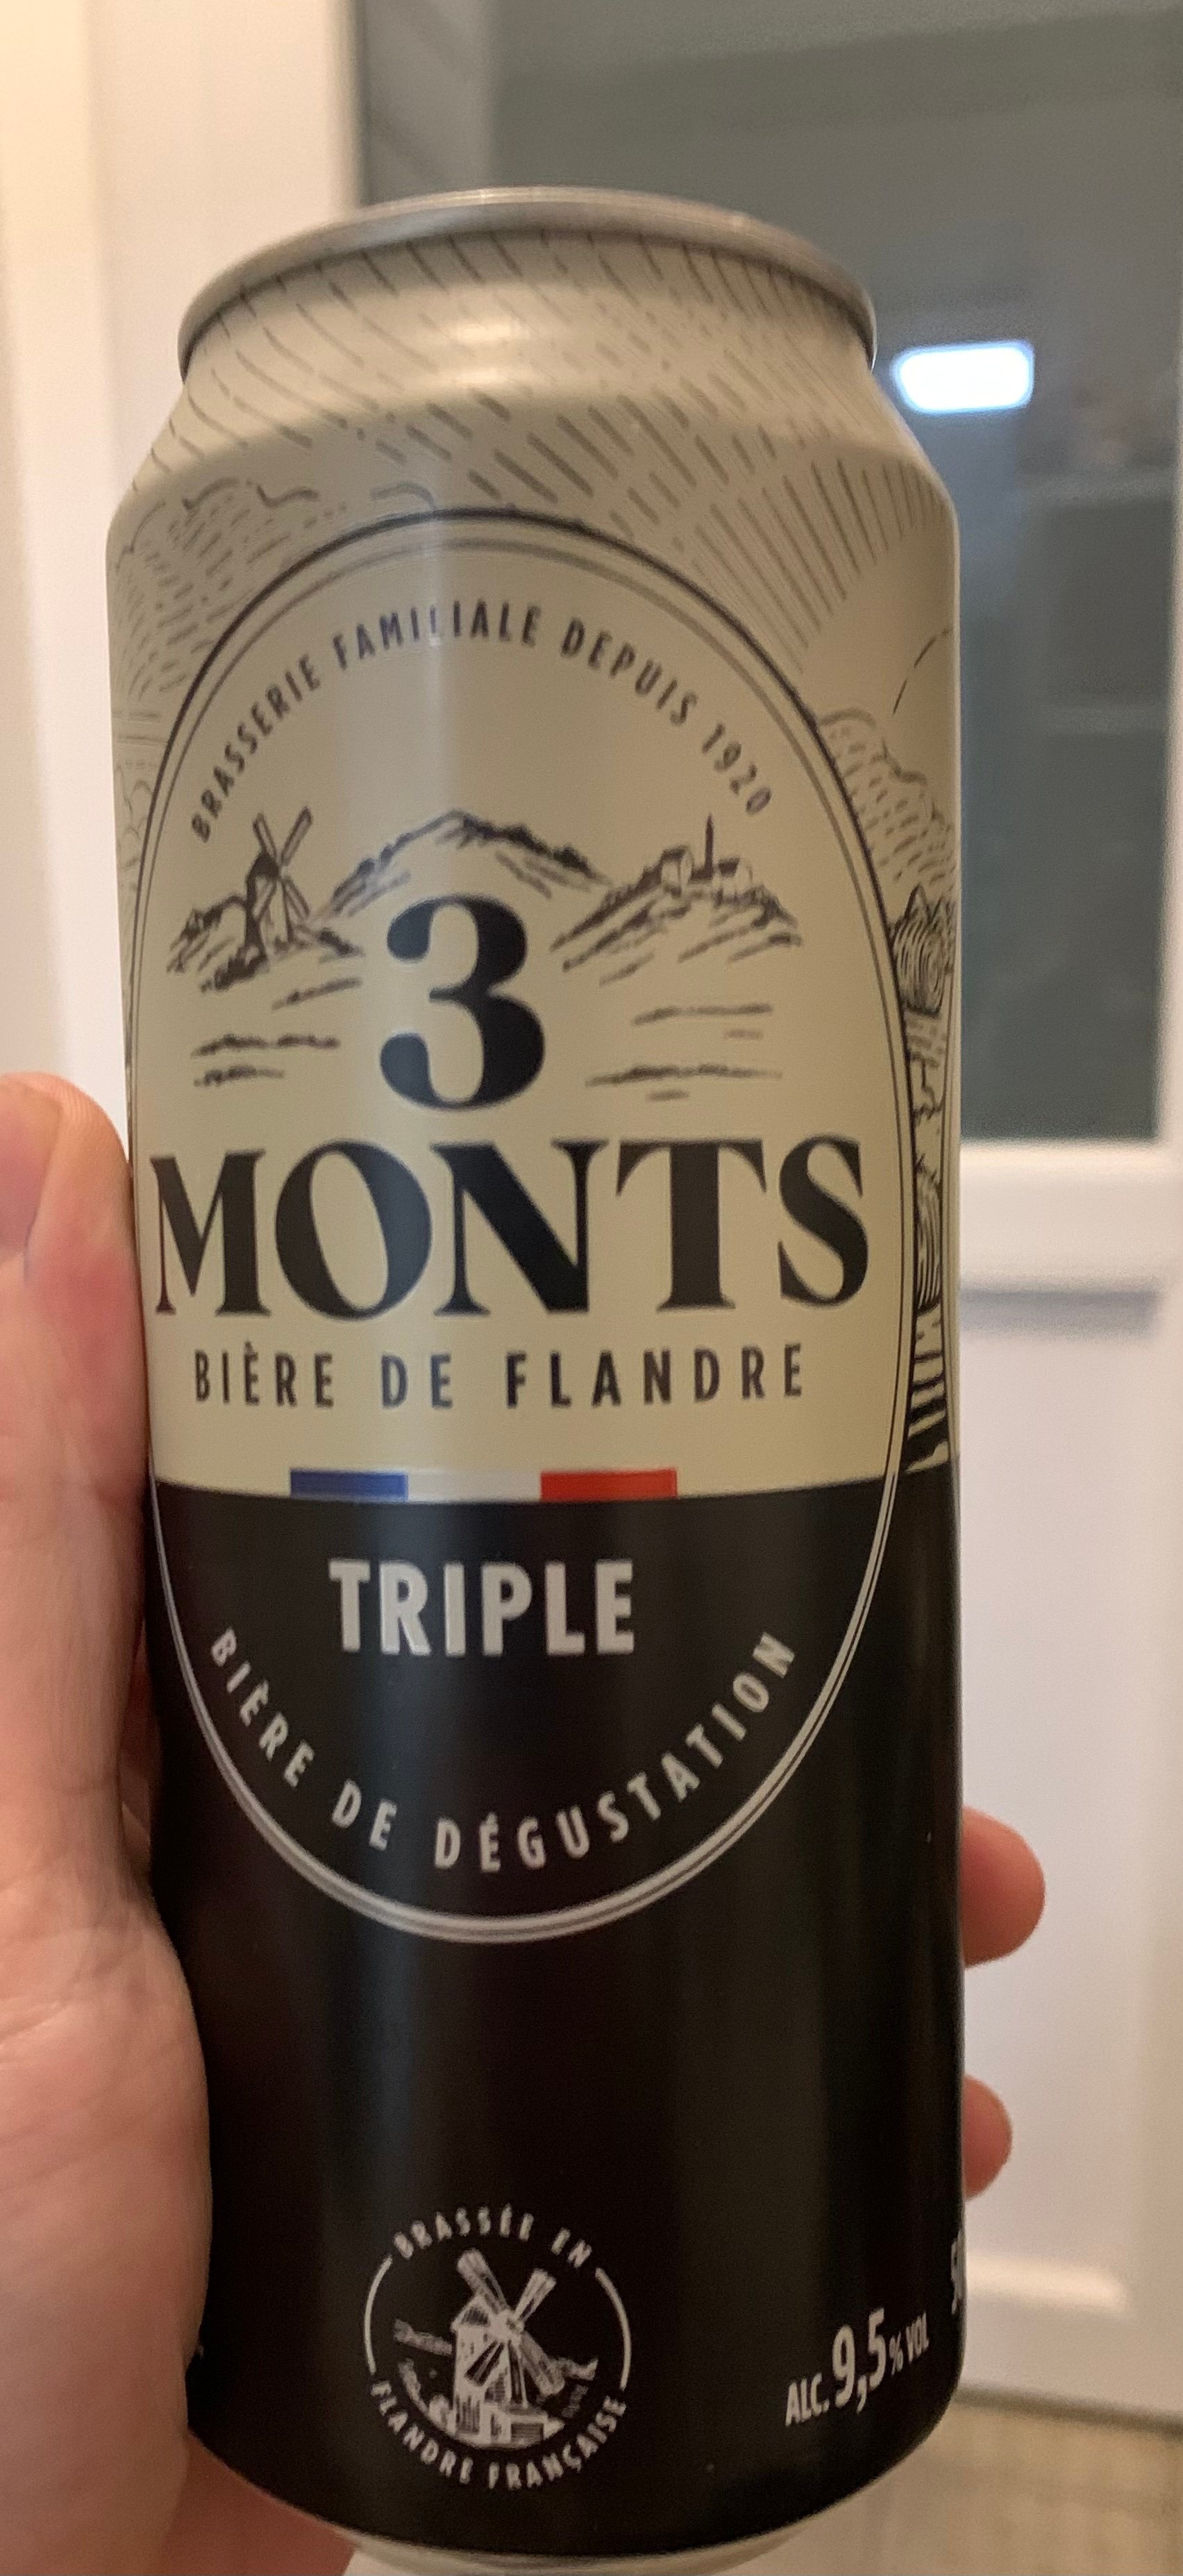 BRASSERIE FAMILIALE DEPUIS 1920
3
MONTS
BIÈRE DE FLANDRE
TRIPLE
BIÈRE DE DÉGUSTATION
BRASSÉE EN
FLANDRE FRANÇAISE
ALC. 9,5% VOL